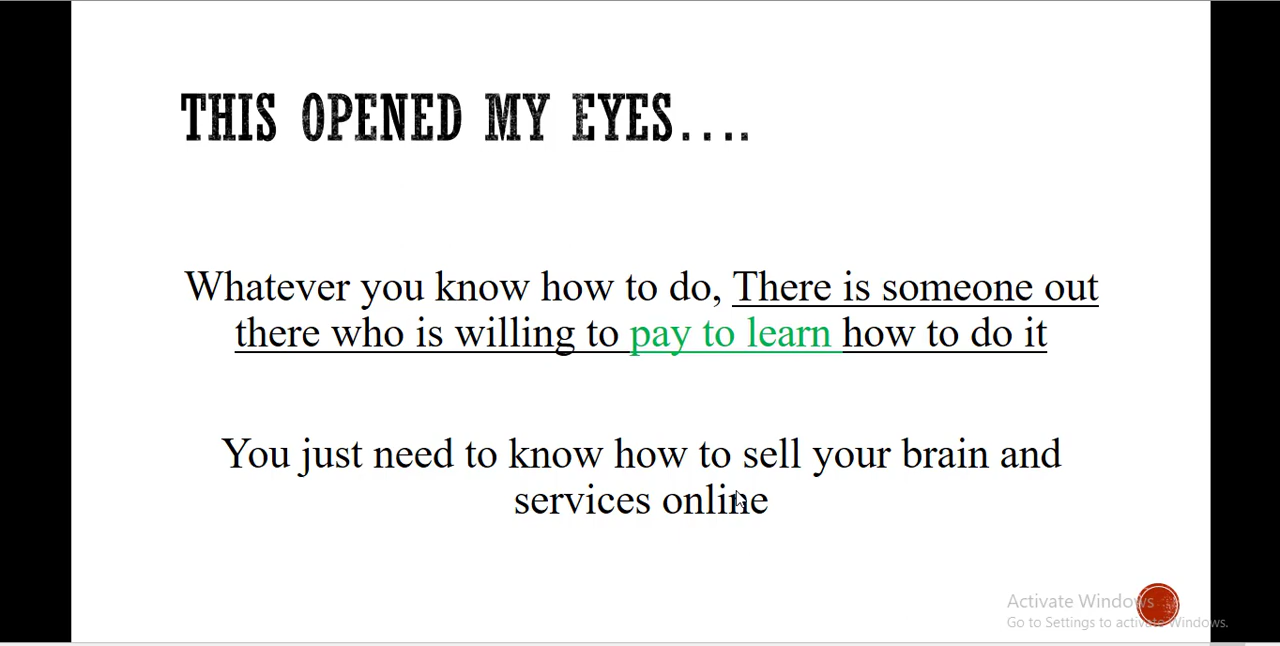 THIS OPENED MY EYES....
Whatever you know how to do, There is someone out
there who is willing to pay to learn how to do it
You just need to know how to sell your brain and
services online
Activate Windows
Go to Settings to activate Windows.